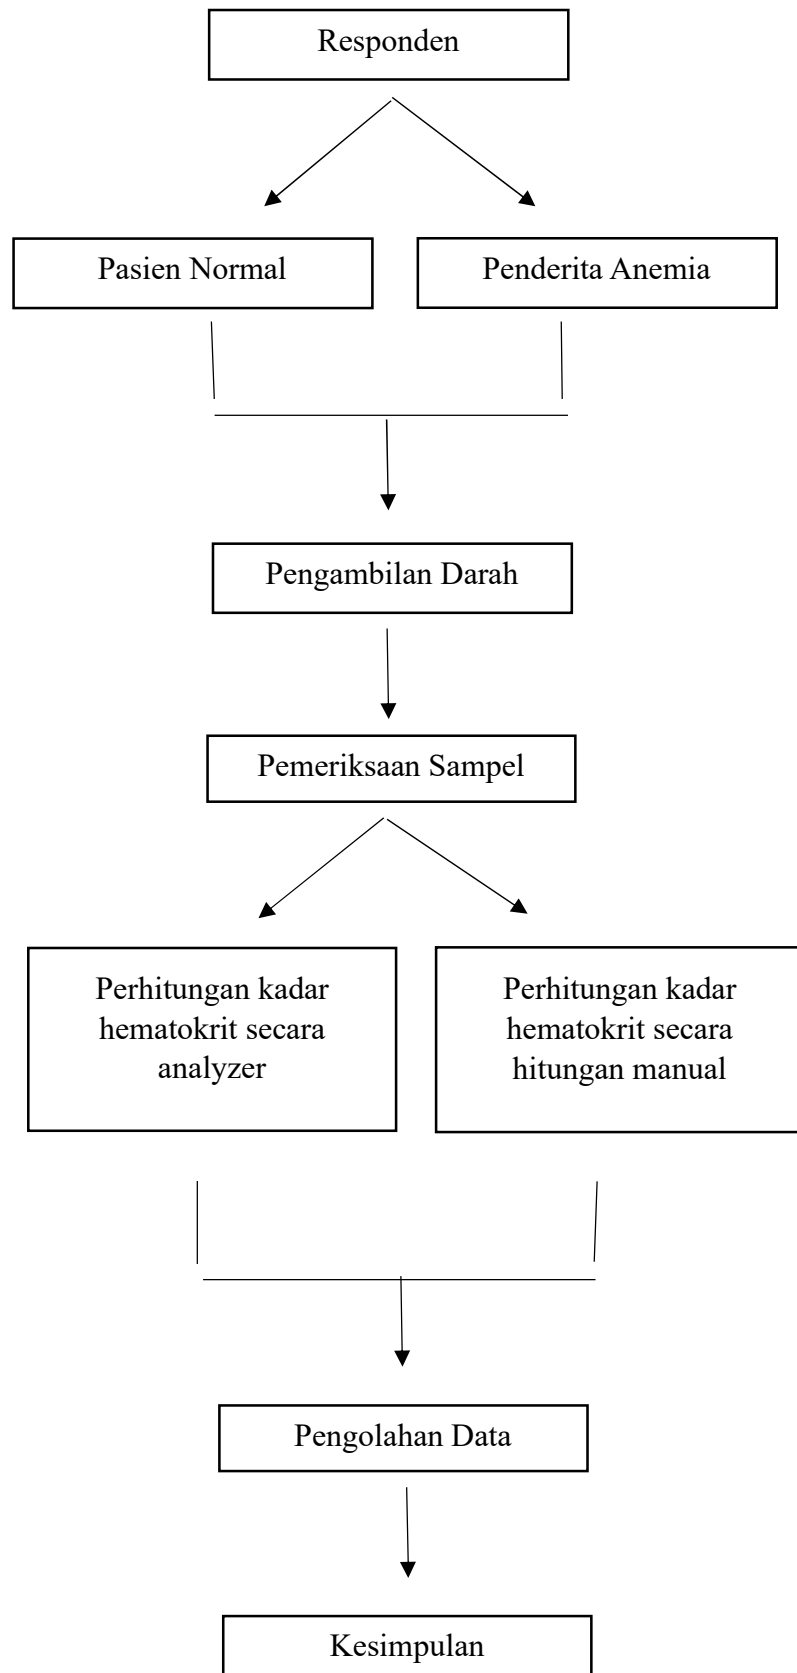 Responden
Pasien Normal
Penderita Anemia
Pengambilan Darah
Pemeriksaan Sampel
Perhitungan kadar
hematokrit secara
analyzer
Perhitungan kadar
hematokrit secara
hitungan manual
Pengolahan Data
Kesimpulan